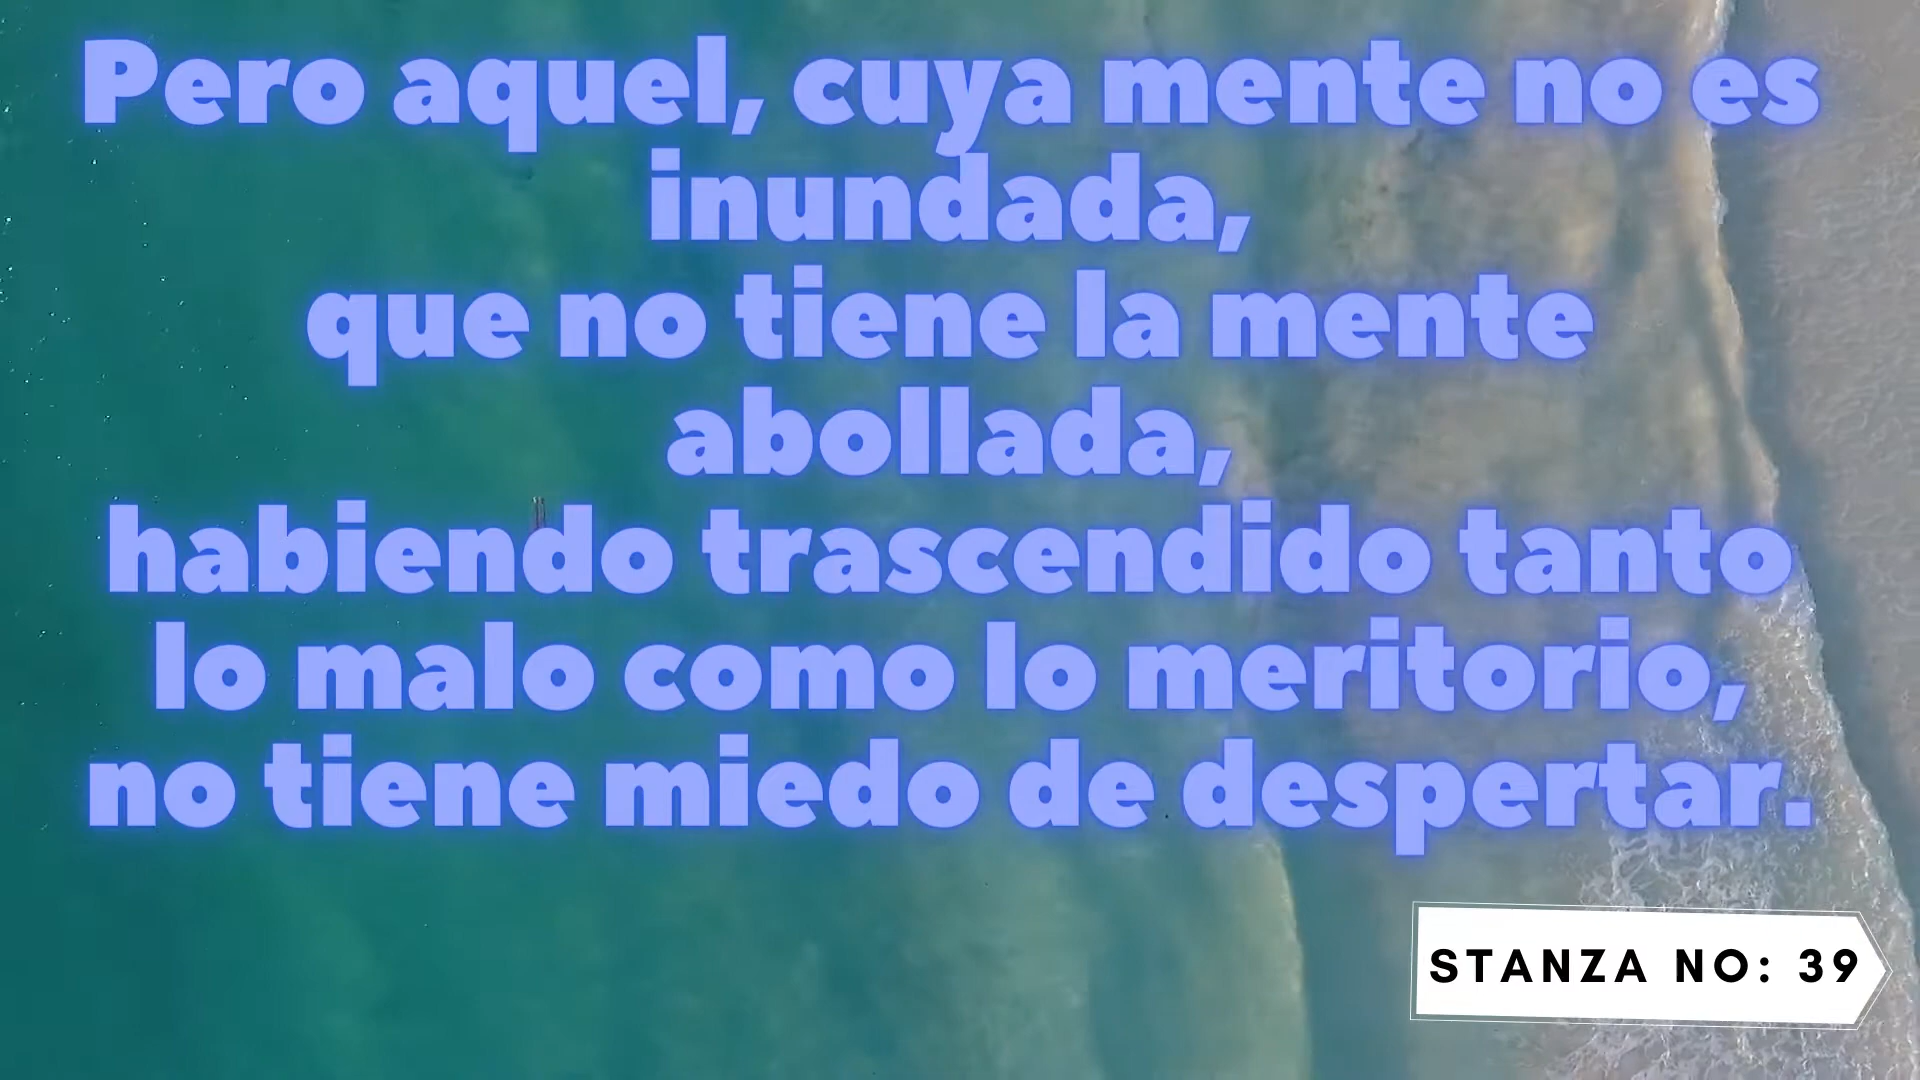 Pero aquel, cuya mente no es
inundada,
que no tiene la mente
abollada,
habiendo trascendido tanto
lo malo como lo meritorio,
no tiene miedo de despertar.
STANZA NO: 39